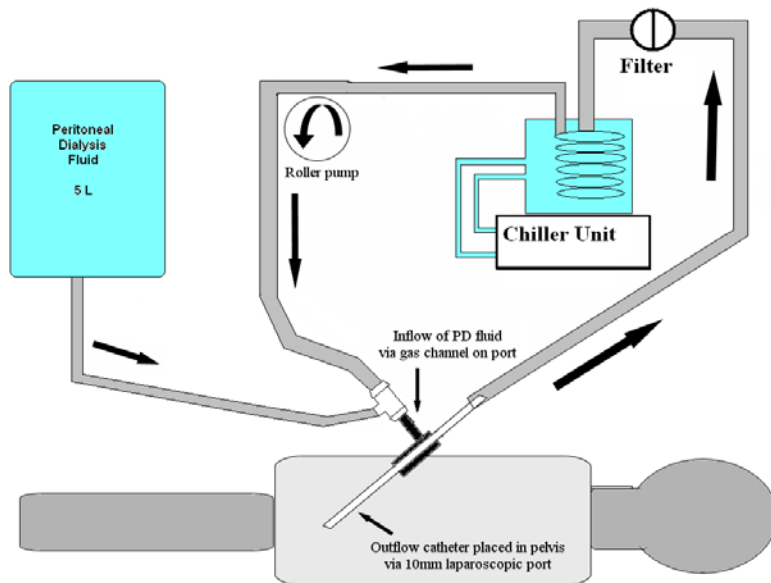 Filter
Peritoneal
Dialysis
Fluid
5 L
Roller pump
Chiller Unit
Inflow of PD fluid
via gas channel on port
Outflow catheter placed in pelvis
via 10mm laparoscopic port